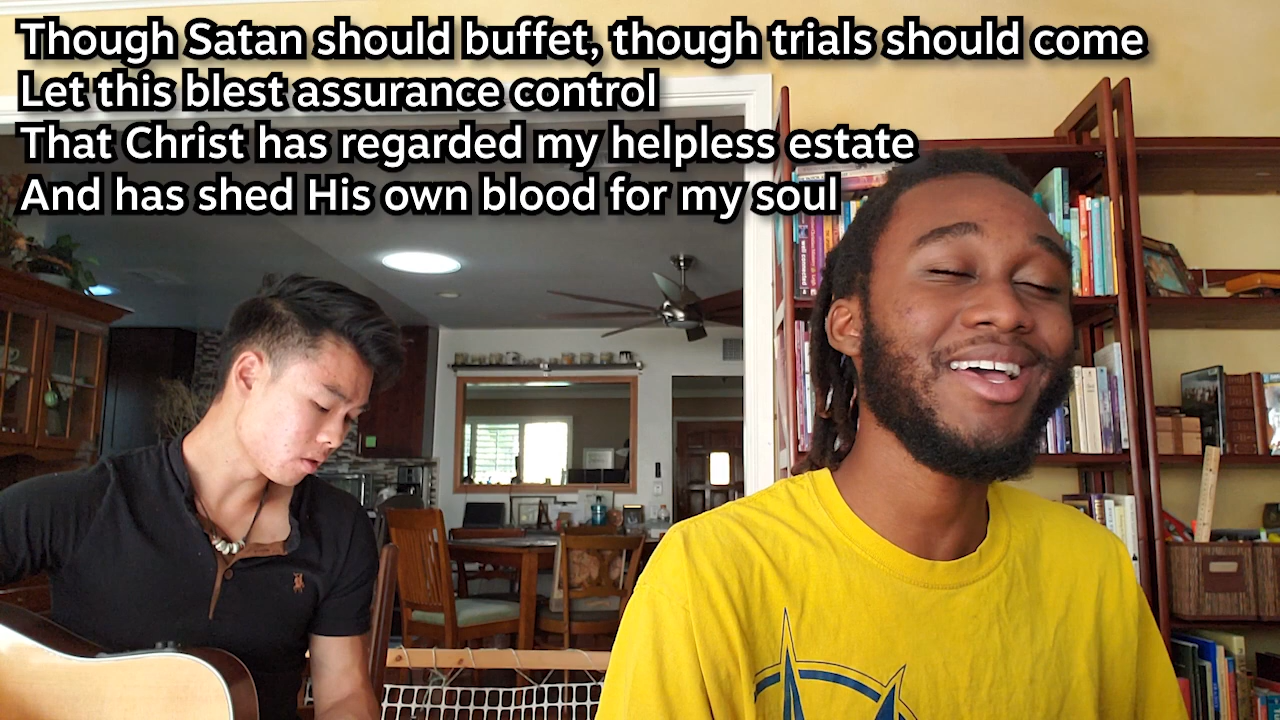 Though Satan should buffet, though trials should come
Let this blest assurance control
That Christ has regarded my helpless estate
And has shed His own blood for my soul